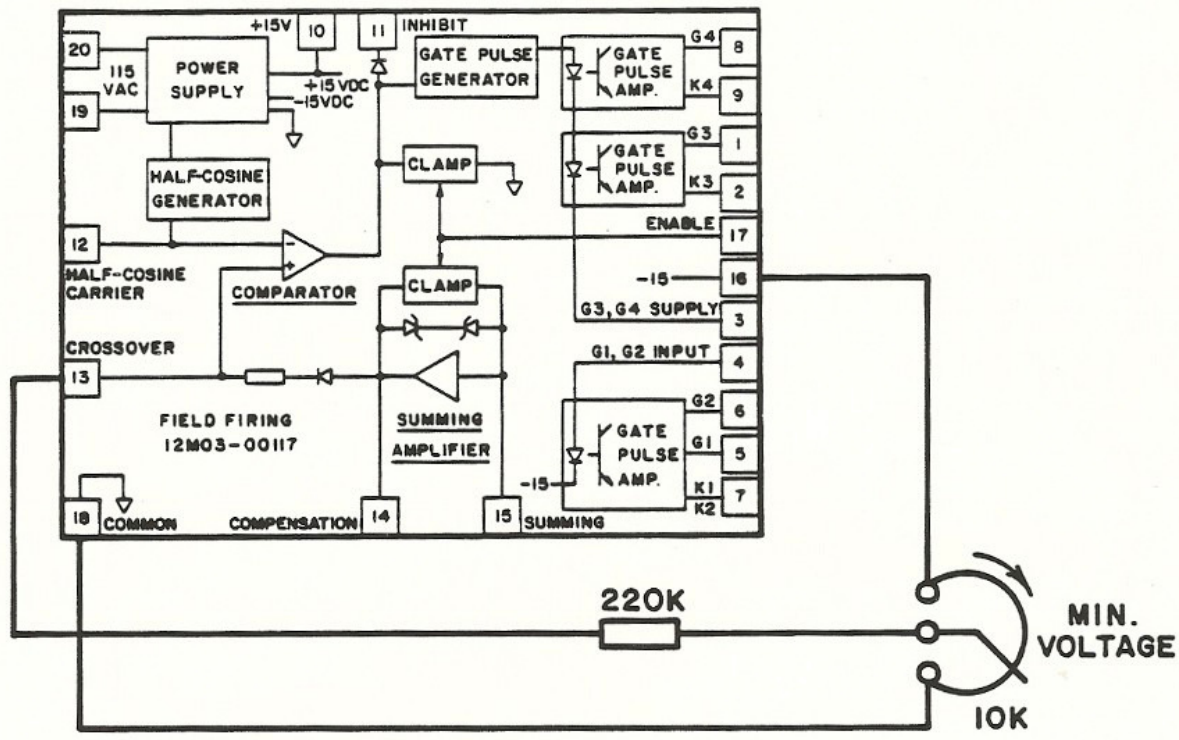 +15V
10
11
INHIBIT
20
115
VAC
19
POWER
SUPPLY
+15VDC
-15VDC
GATE PULSE
GENERATOR
GATE
PULSE
AMP.
G4
8
K4
9
GATE
PULSE
AMP.
G3
1
K3
2
HALF-COSINE
GENERATOR
CLAMP
ENABLE
17
12
HALF-COSINE
CARRIER
-
+
COMPARATOR
CLAMP
-15
16
G3, G4 SUPPLY
3
CROSSOVER
13
G1, G2 INPUT
4
FIELD FIRING
12M03-00117
SUMMING
AMPLIFIER
GATE
PULSE
AMP.
-15
G2
6
G1
5
K1
K2
7
18
COMMON
COMPENSATION
14
15
SUMMING
220K
MIN.
VOLTAGE
10K